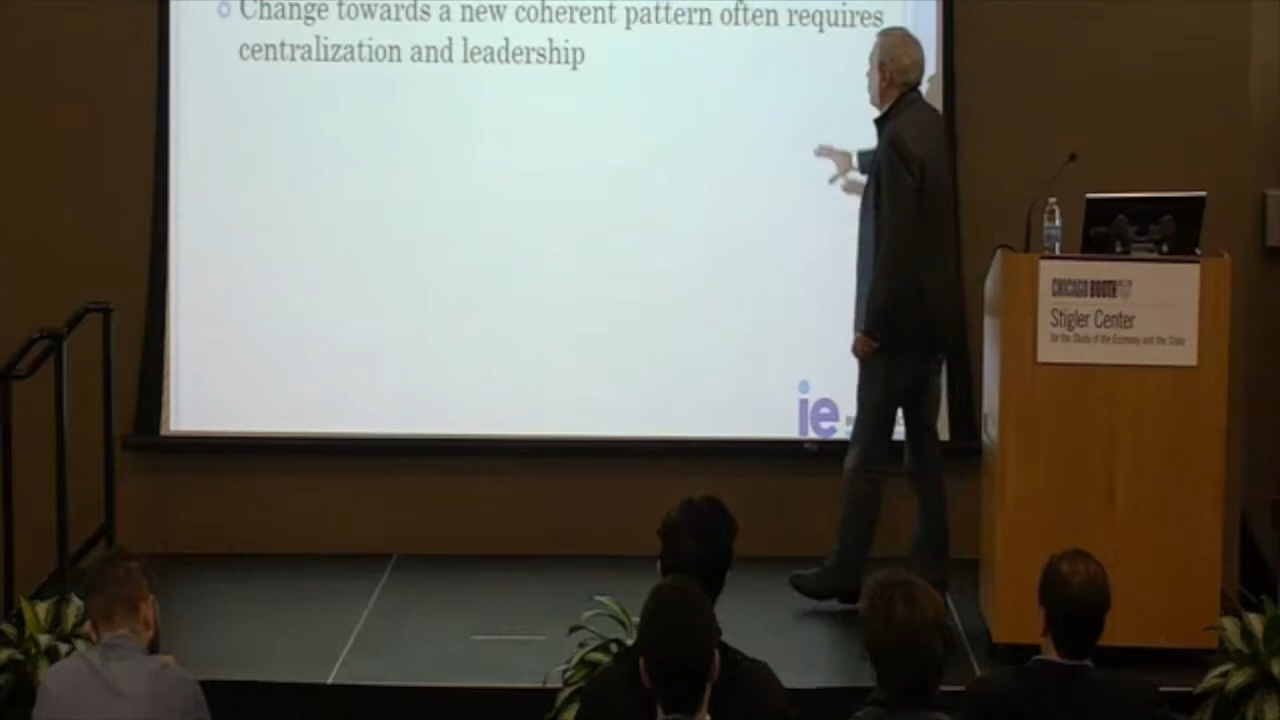 Change towards a new coherent pattern often requires
centralization and leadership
ie
CHICAGO BOOTH
Stigler Center
for the Study of the Economy and the State